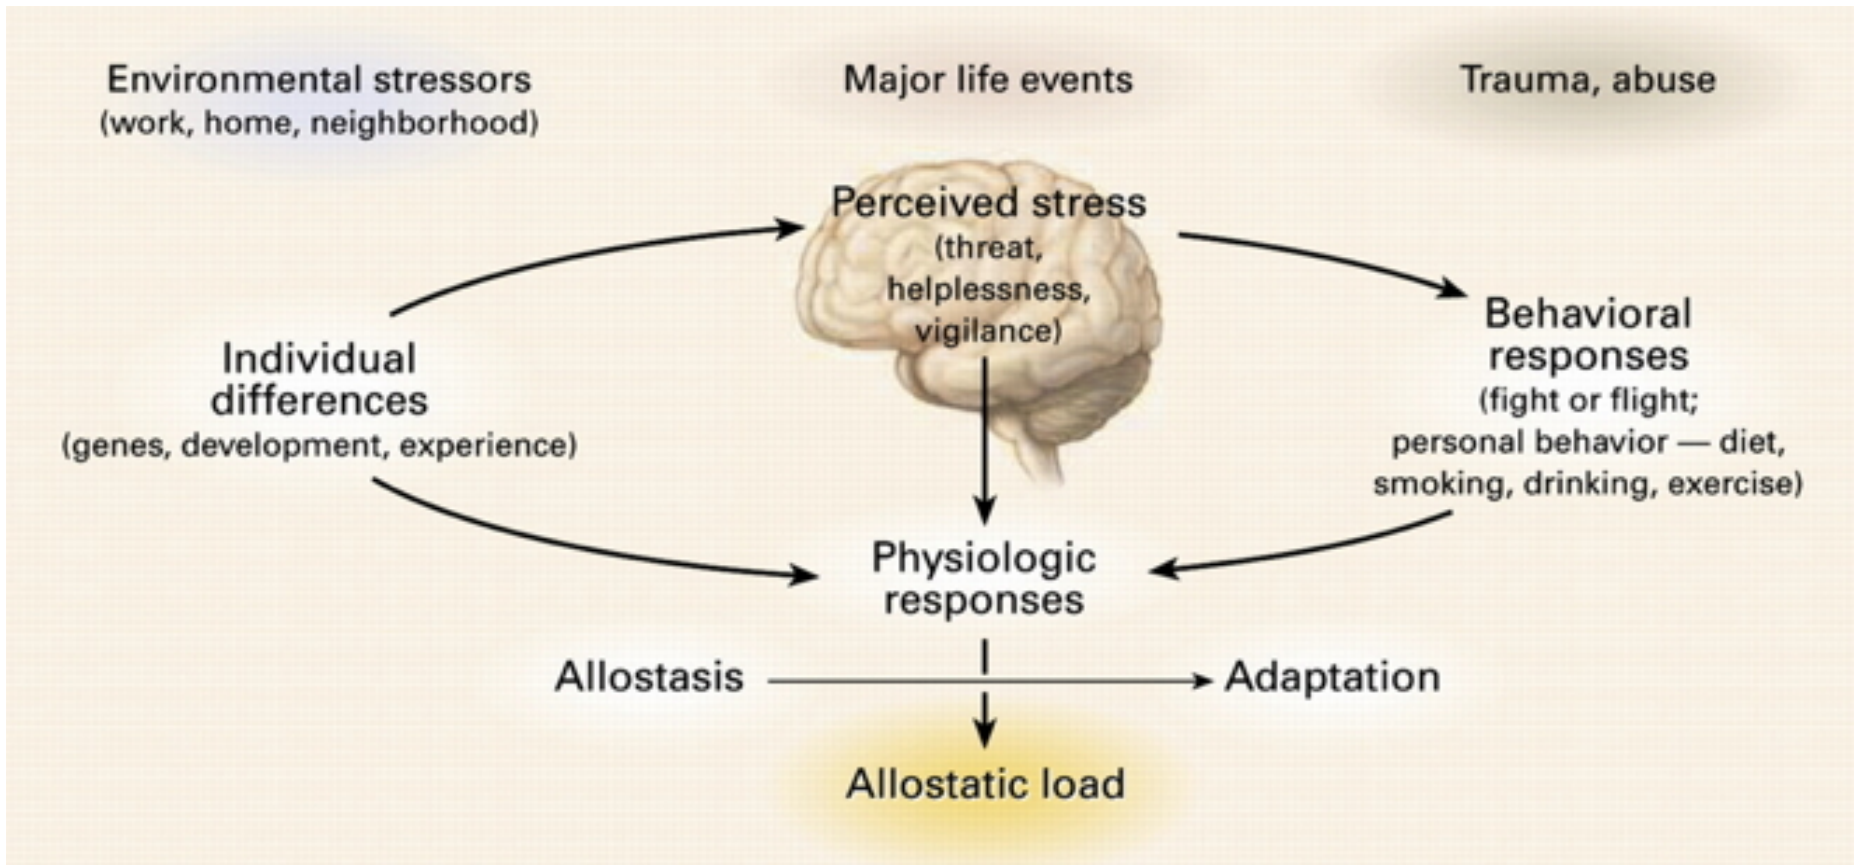 Environmental stressors
(work, home, neighborhood)
Major life events
Trauma, abuse
Perceived stress
(threat,
helplessness,
vigilance)
Individual
differences
(genes, development, experience)
Behavioral
responses
(fight or flight;
personal behavior — diet,
smoking, drinking, exercise)
Physiologic
responses
Allostasis
Adaptation
Allostatic load